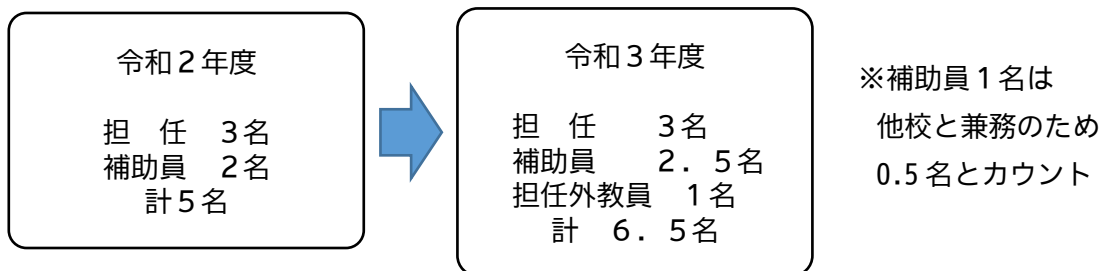 令和２年度
担　任　３名
補助員　２名
計５名
令和３年度
担　任　　３名
補助員　　２．５名
担任外教員　１名
計　６．５名
※補助員１名は
他校と兼務のため
0.5 名とカウント